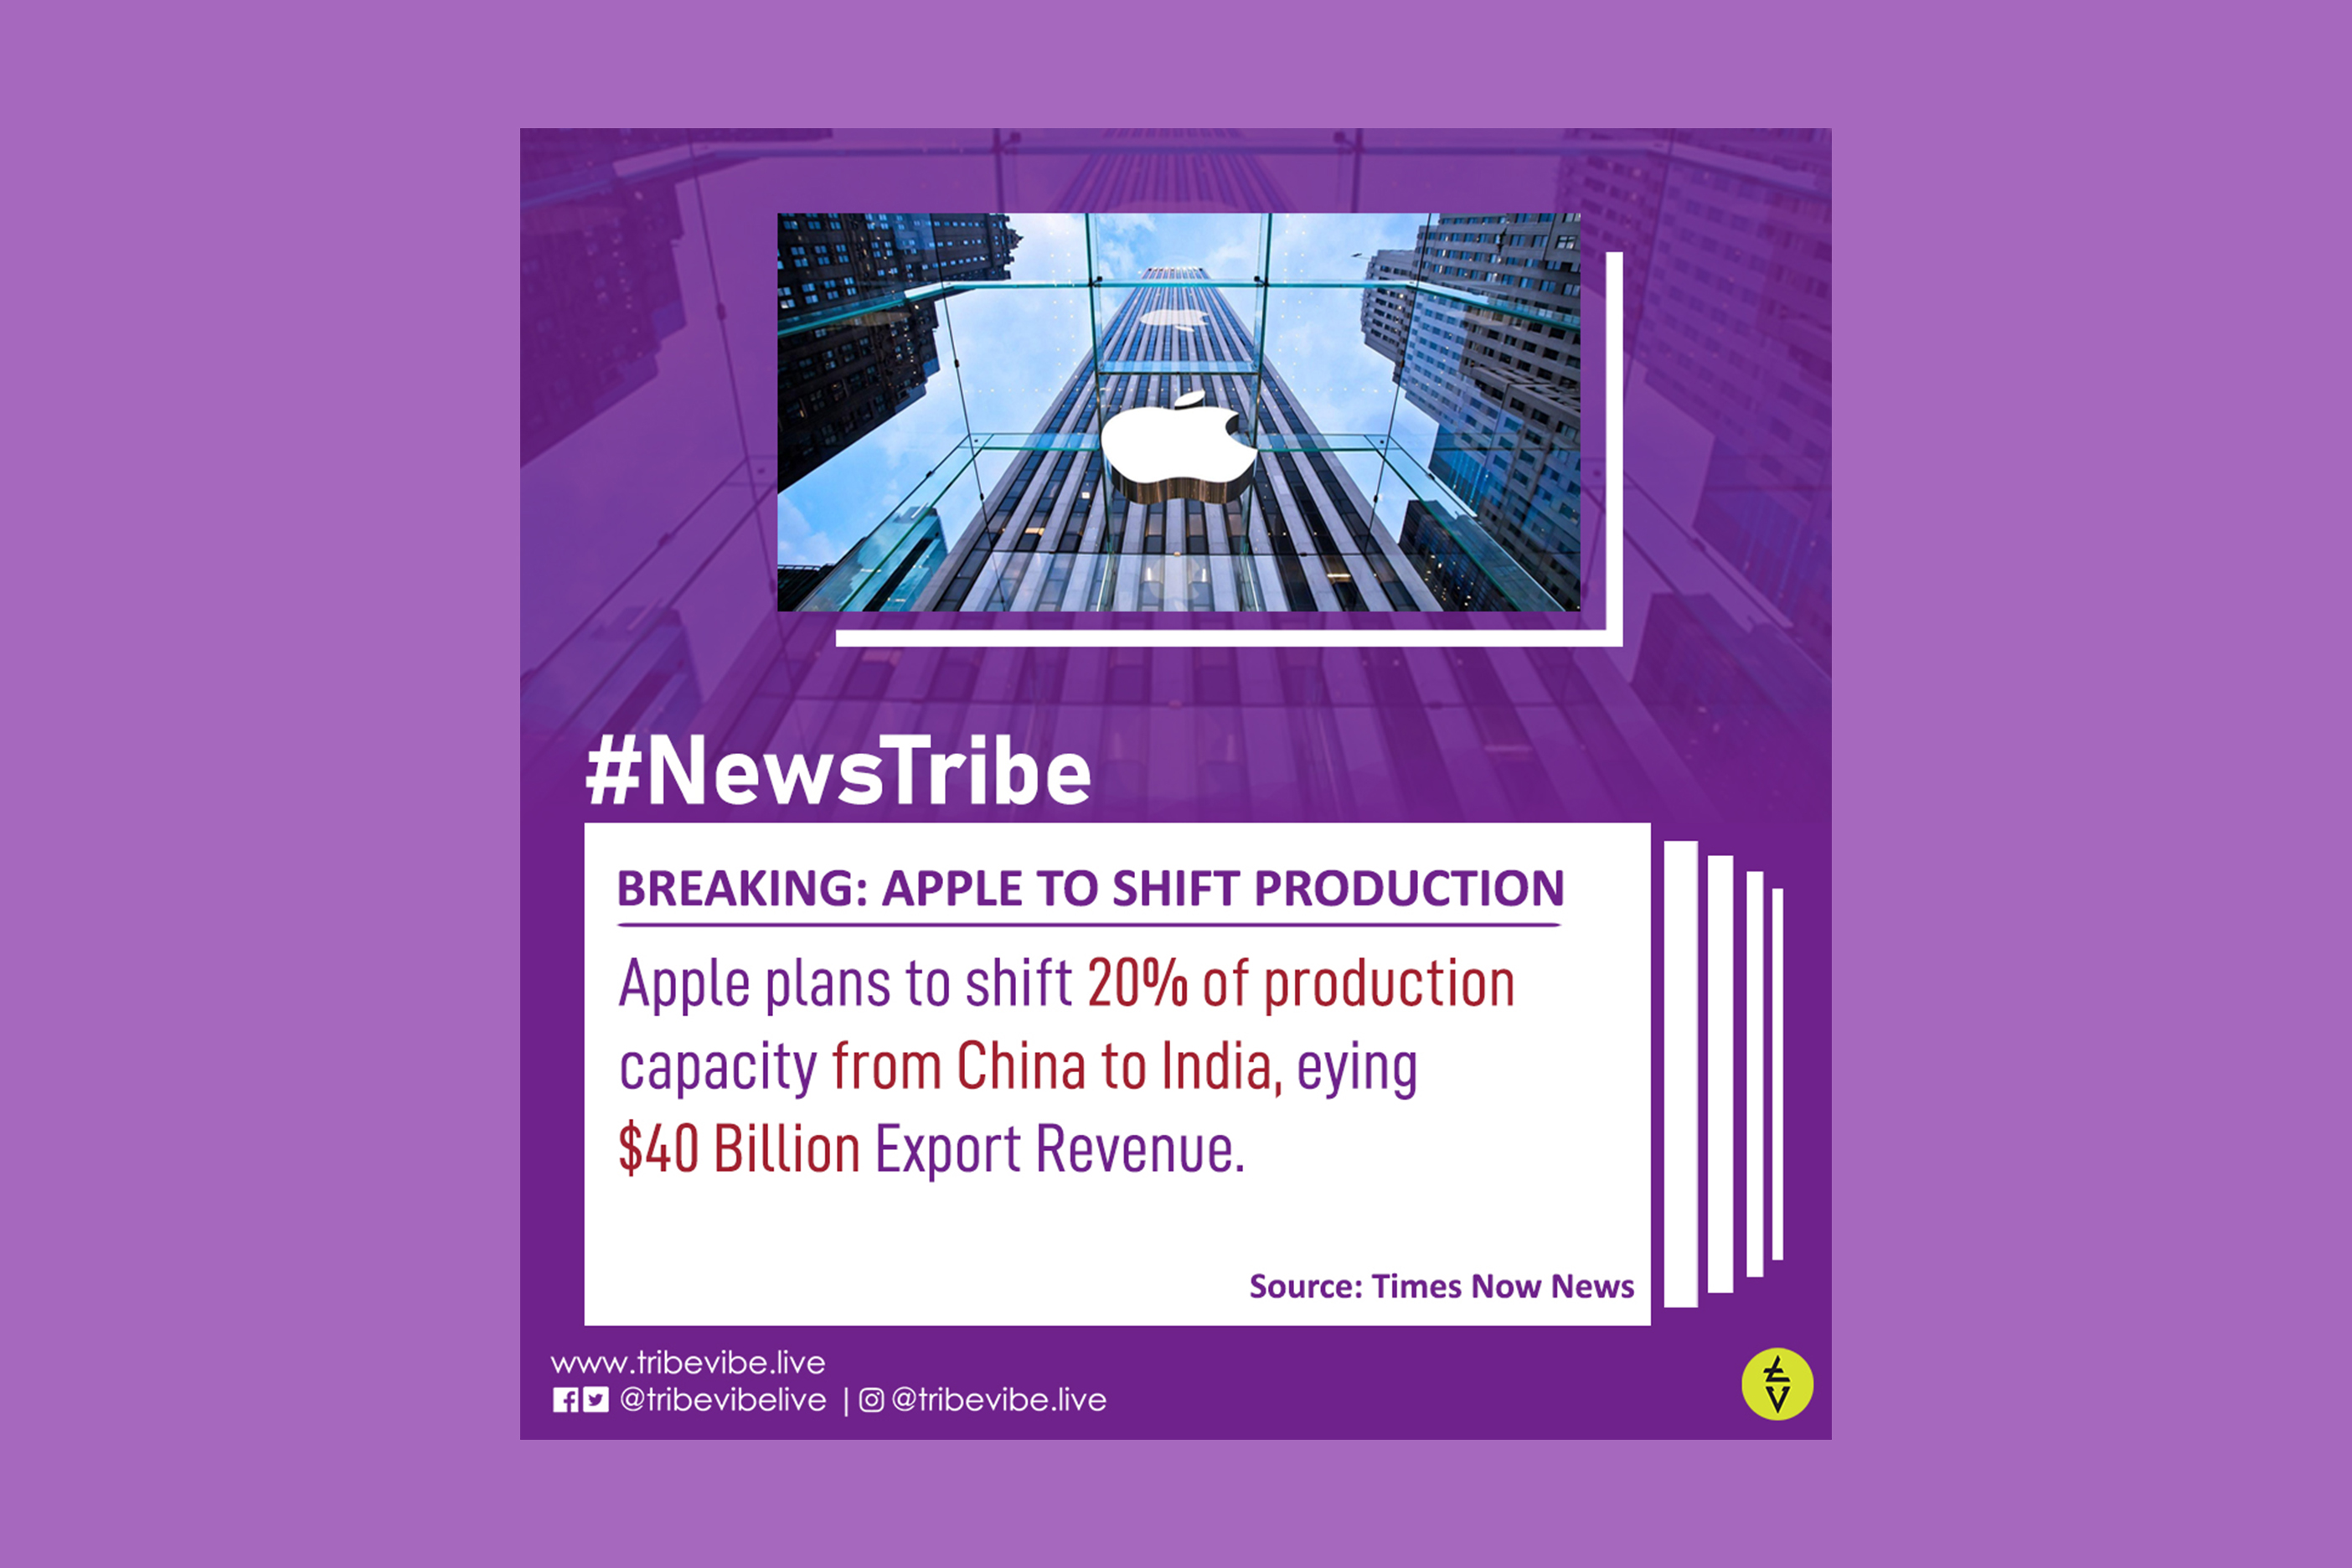 #NewsTribe
BREAKING: APPLE TO SHIFT PRODUCTION
Apple plans to shift 20% of production
capacity from China to India, eying
$40 Billion Export Revenue.
Source: Times Now News
www.tribevibe.live
@tribevibelive | @tribevibe.live